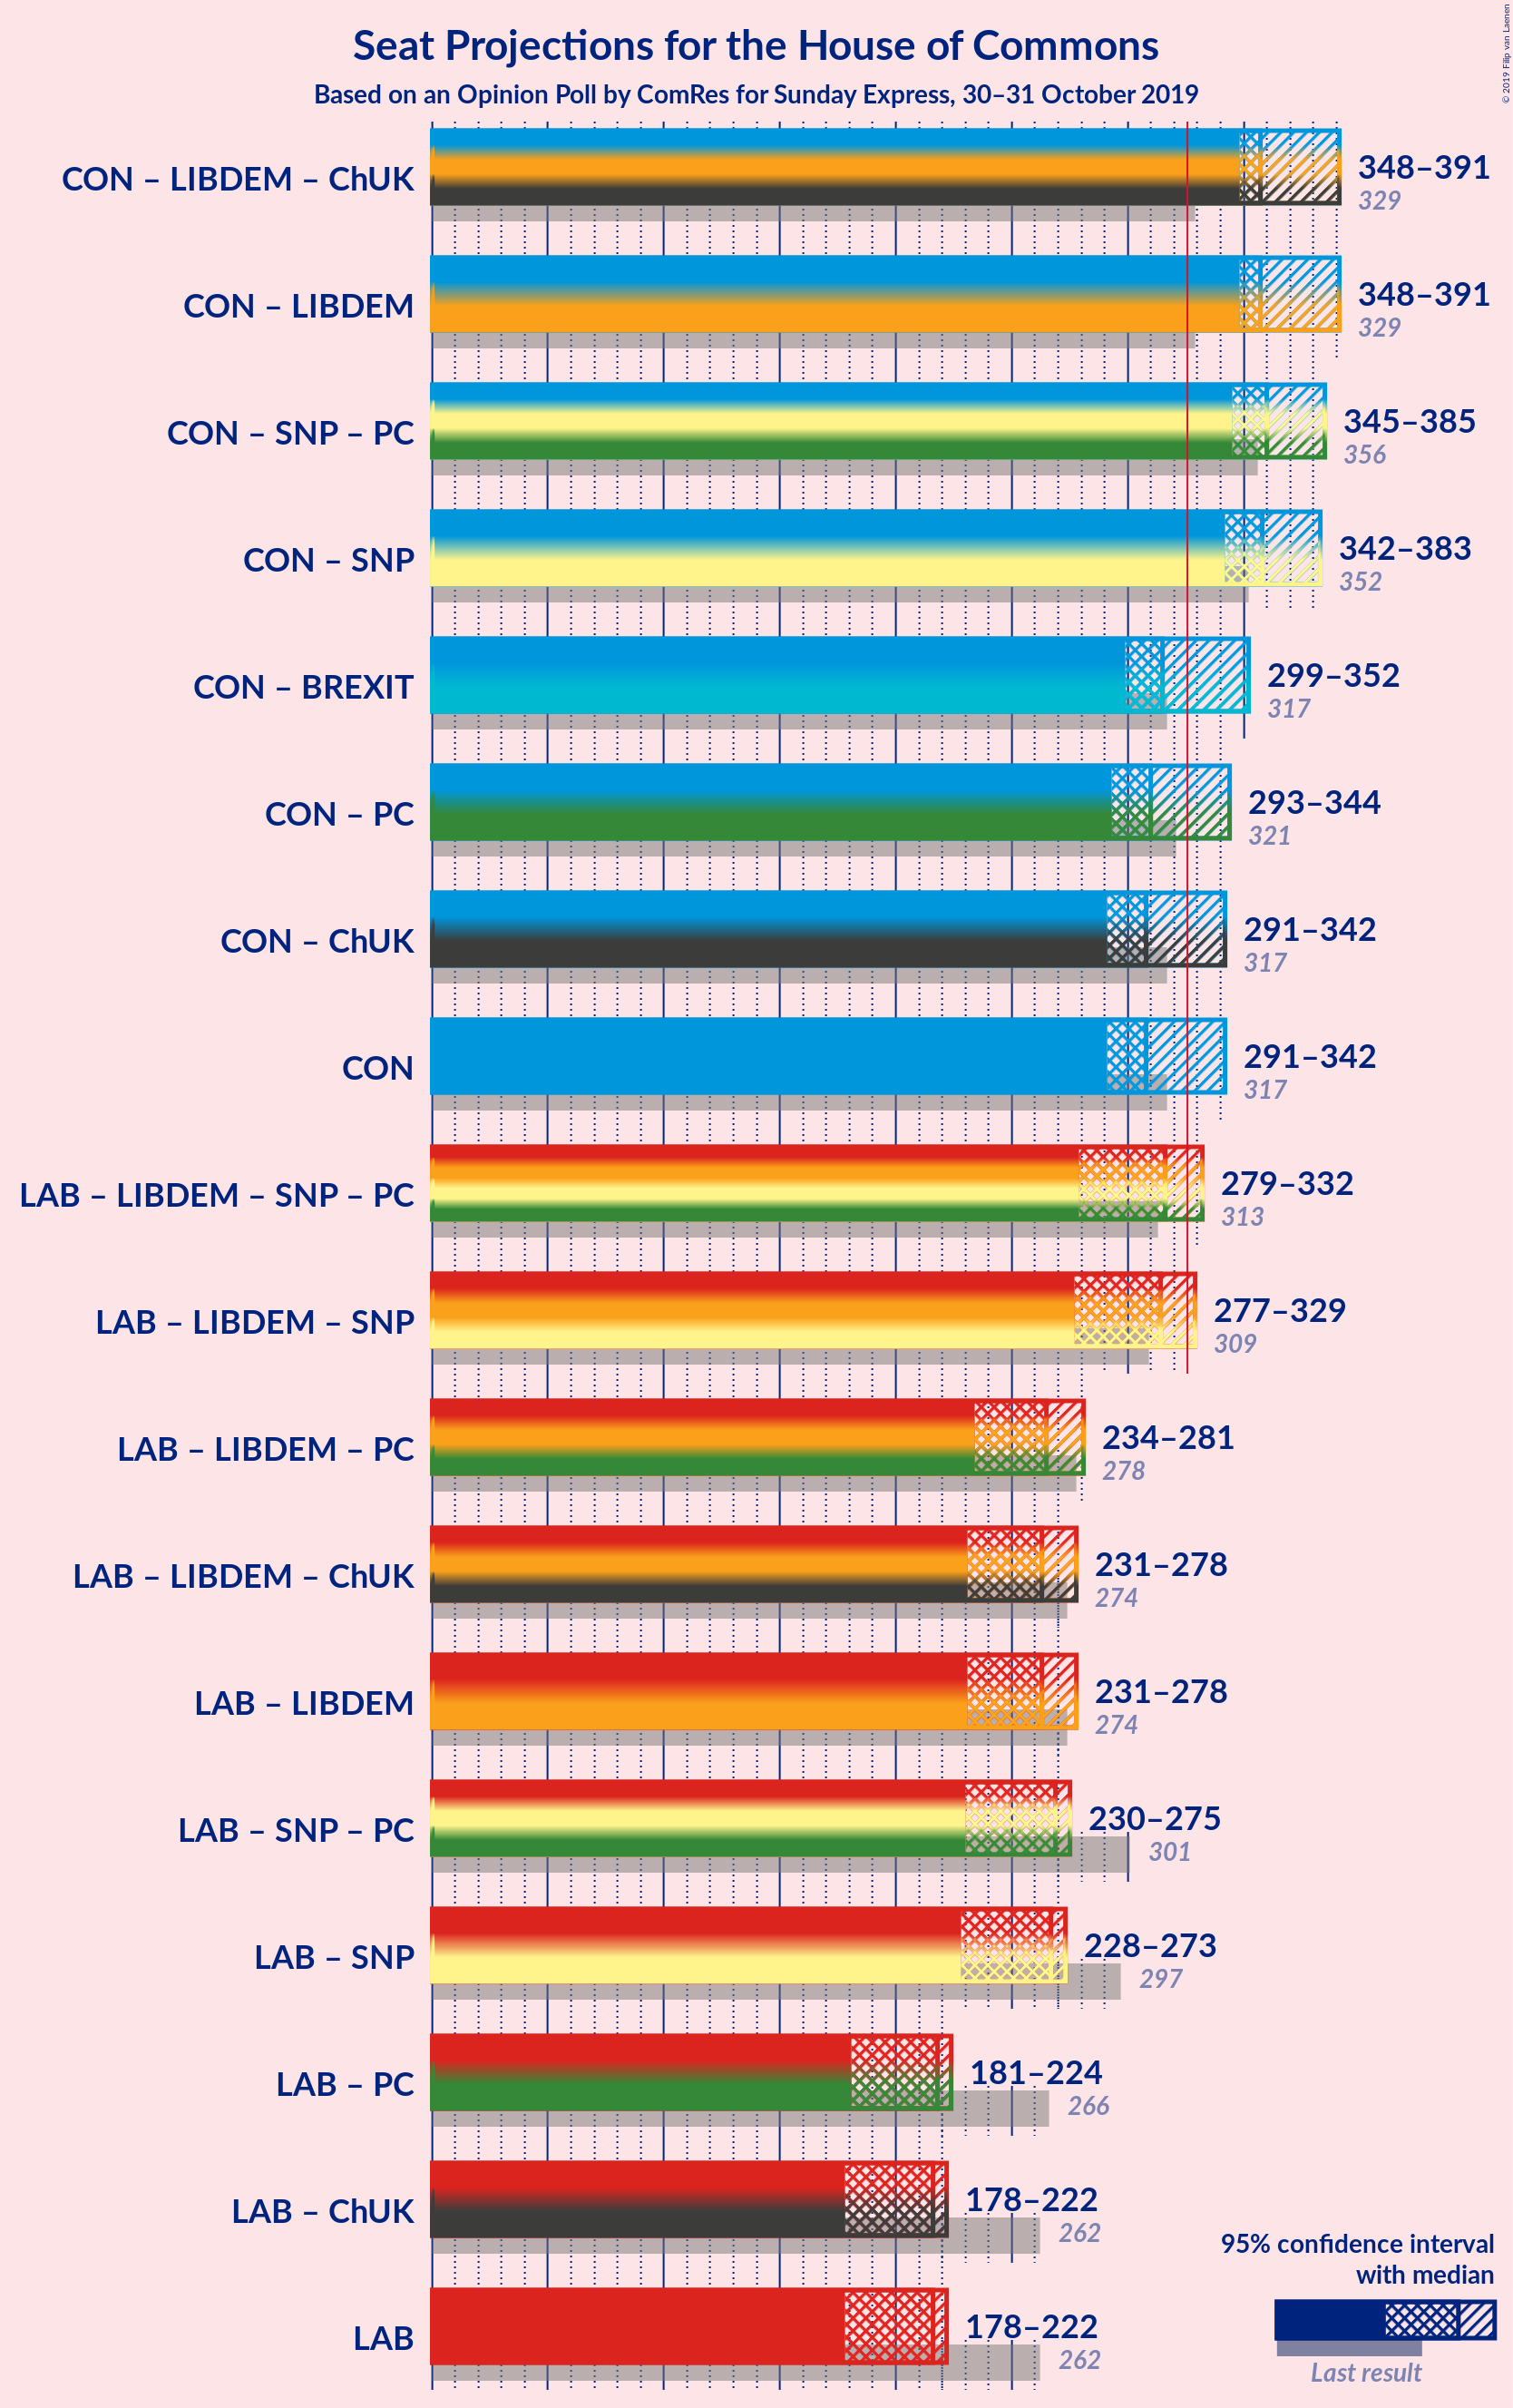 © 2019 Filip van Laenen
Seat Projections for the House of Commons
Based on an Opinion Poll by ComRes for Sunday Express, 30–31 October 2019
CON – LIBDEM – ChUK
348–391
329
CON – LIBDEM
348–391
329
CON – SNP – PC
345–385
356
CON – SNP
342–383
352
CON – BREXIT
299–352
317
CON – PC
293–344
321
CON – ChUK
291–342
317
CON
291–342
317
LAB – LIBDEM – SNP – PC
279–332
313
LAB – LIBDEM – SNP
277–329
309
LAB – LIBDEM – PC
234–281
278
LAB – LIBDEM – ChUK
231–278
274
LAB – LIBDEM
231–278
274
LAB – SNP – PC
230–275
301
LAB – SNP
228–273
297
LAB – PC
181–224
266
LAB – ChUK
178–222
262
LAB
178–222
262
95% confidence interval
with median
Last result